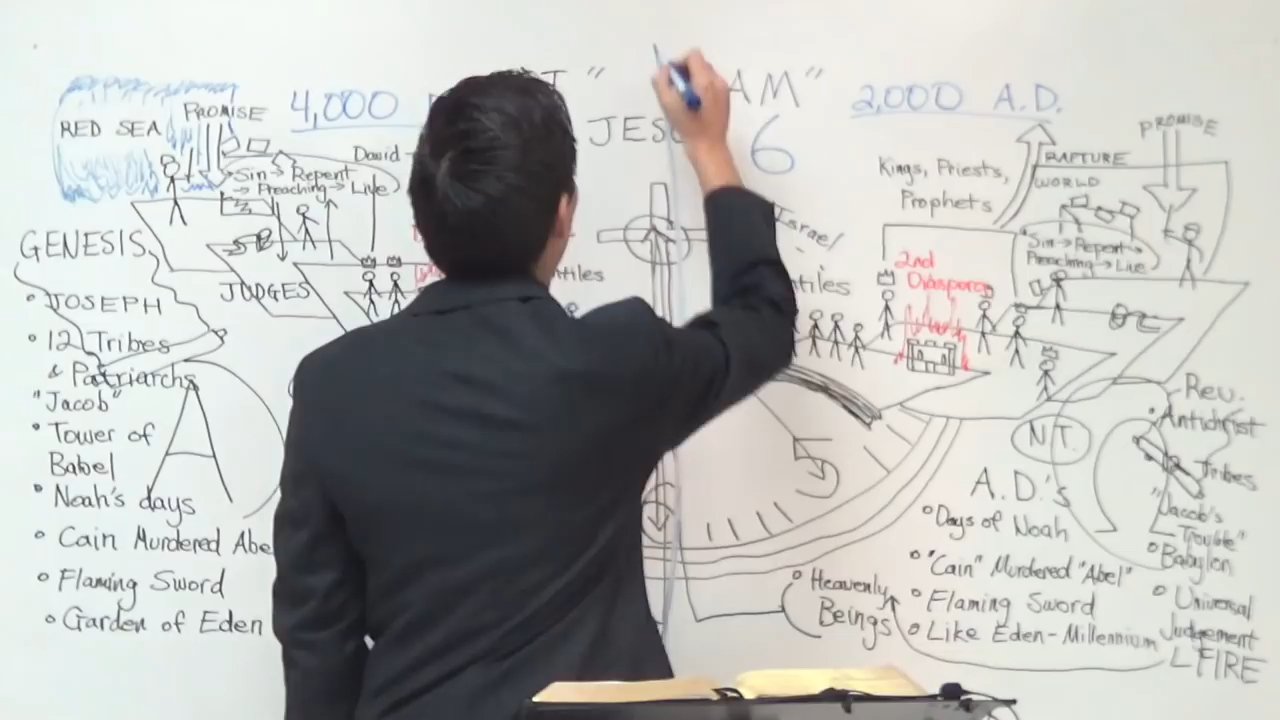 AM"
4,000
2,000 A.D.
PROMISE
RED SEA
JES
6
David
Sin → Repent
→ Preaching → Live
GENESIS
• JOSEPH
• 12 Tribes
& Patriarchs
"Jacob"
• Tower of
Babel
• Noah's days
• Cain Murdered Abe
• Flaming Sword
• Garden of Eden
JUDGES
tiles
Israel
ntiles
Kings, Priests,
Prophets
2nd
Diaspora
RAPTURE
WORLD
Sin → Repent →
Preaching → Live
PROMISE
NT
A.D.'s
• Days of Noah
• "Cain" Murdered "Abel"
• Flaming Sword
• Like Eden-Millennium
• Heavenly
Beings
Rev.
• Antichrist
Tribes
"Jacob's
Trouble"
• Babylon
• Universal
Judgement
FIRE